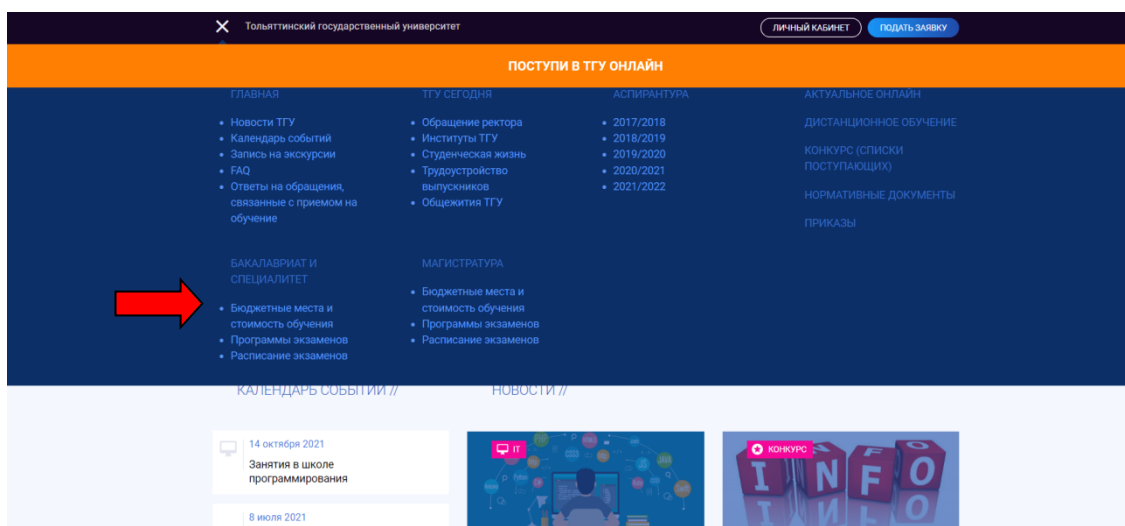 Тольяттинский государственный университет
ЛИЧНЫЙ КАБИНЕТ
ПОДАТЬ ЗАЯВКУ
ПОСТУПИ В ТГУ ОНЛАЙН
ГЛАВНАЯ
• Новости ТГУ
• Календарь событий
• Запись на экскурсии
• FAQ
• Ответы на обращения,
связанные с приемом на
обучение
ТГУ СЕГОДНЯ
• Обращение ректора
• Институты ТГУ
• Студенческая жизнь
• Трудоустройство
выпускников
• Общежития ТГУ
АСПИРАНТУРА
• 2017/2018
• 2018/2019
• 2019/2020
• 2020/2021
• 2021/2022
АКТУАЛЬНОЕ ОНЛАЙН
ДИСТАНЦИОННОЕ ОБУЧЕНИЕ
КОНКУРС (СПИСКИ
ПОСТУПАЮЩИХ)
НОРМАТИВНЫЕ ДОКУМЕНТЫ
ПРИКАЗЫ
БАКАЛАВРИАТ И
СПЕЦИАЛИТЕТ
• Бюджетные места и
стоимость обучения
• Программы экзаменов
• Расписание экзаменов
МАГИСТРАТУРА
• Бюджетные места и
стоимость обучения
• Программы экзаменов
• Расписание экзаменов
КАЛЕНДАРЬ СОБЫТИЙ //
НОВОСТИ //
14 октября 2021
Занятия в школе
программирования
8 июля 2021
IT
КОНКУРС
INFO